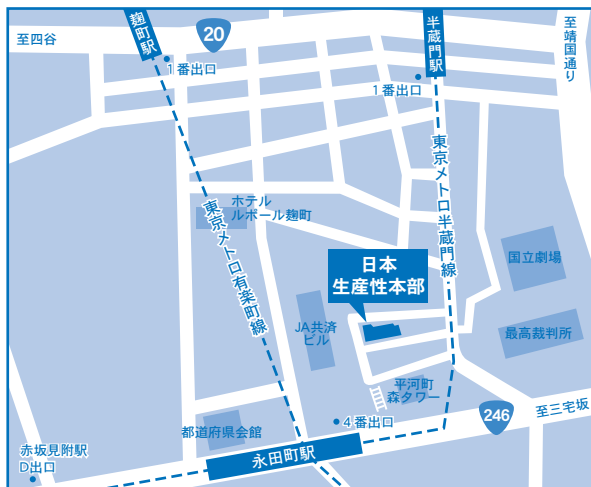 麹町駅
20
半蔵門駅
至四谷
至靖国通り
1番出口
1番出口
東京メトロ半蔵門線
東京メトロ有楽町線
ホテル
ルポール麹町
日本
生産性本部
国立劇場
JA共済
ビル
最高裁判所
平河町
森タワー
246
至三宅坂
4番出口
都道府県会館
永田町駅
赤坂見附駅
D出口